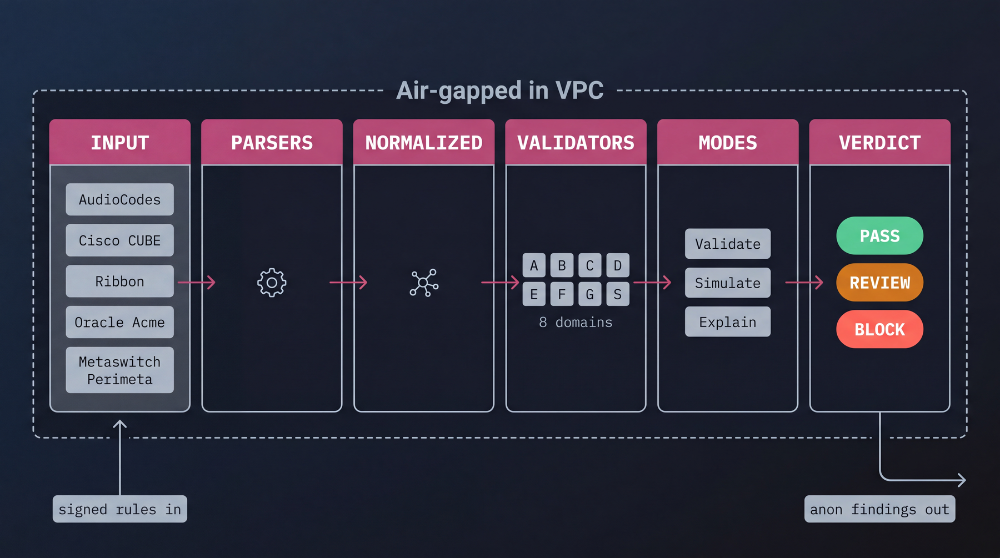 Air-gapped in VPC
INPUT
AudioCodes
Cisco CUBE
Ribbon
Oracle Acme
Metaswitch
Perimeta
PARSERS
NORMALIZED
VALIDATORS
A B C D
E F G S
8 domains
MODES
Validate
Simulate
Explain
VERDICT
PASS
REVIEW
BLOCK
signed rules in
anon findings out